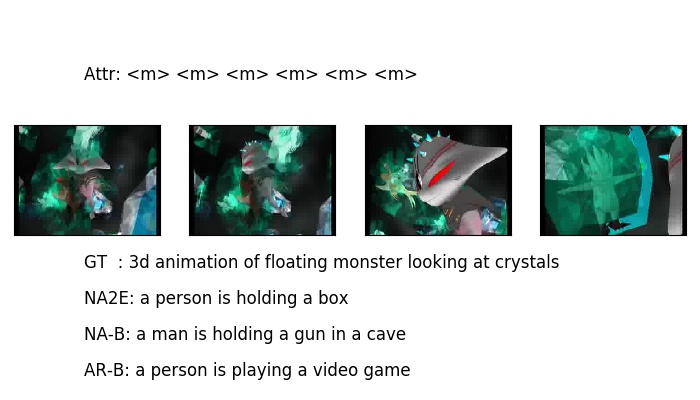 Attr: <m> <m> <m> <m> <m> <m>
GT  : 3d animation of floating monster looking at crystals
NA2E: a person is holding a box
NA-B: a man is holding a gun in a cave
AR-B: a person is playing a video game